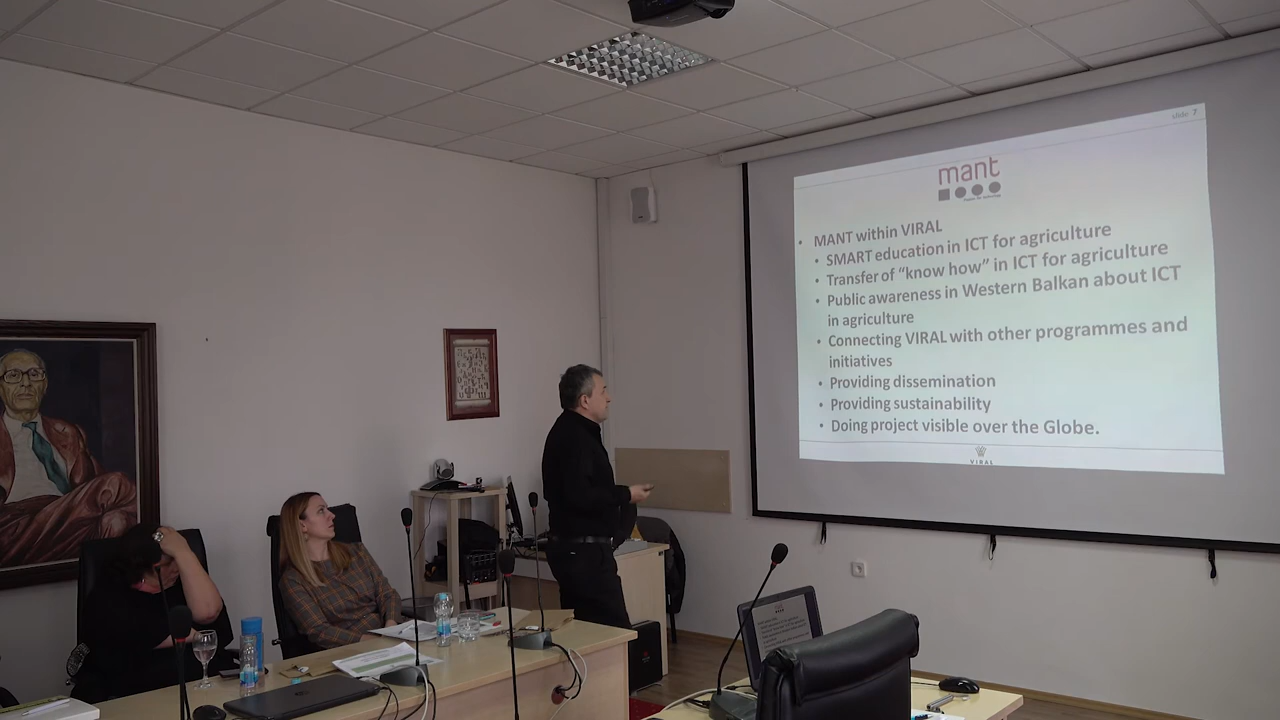 slide 7
mant
• MANT within VIRAL
• SMART education in ICT for agriculture
• Transfer of “know how” in ICT for agriculture
• Public awareness in Western Balkan about ICT
in agriculture
• Connecting VIRAL with other programmes and
initiatives
• Providing dissemination
• Providing sustainability
• Doing project visible over the Globe.
VIRAL